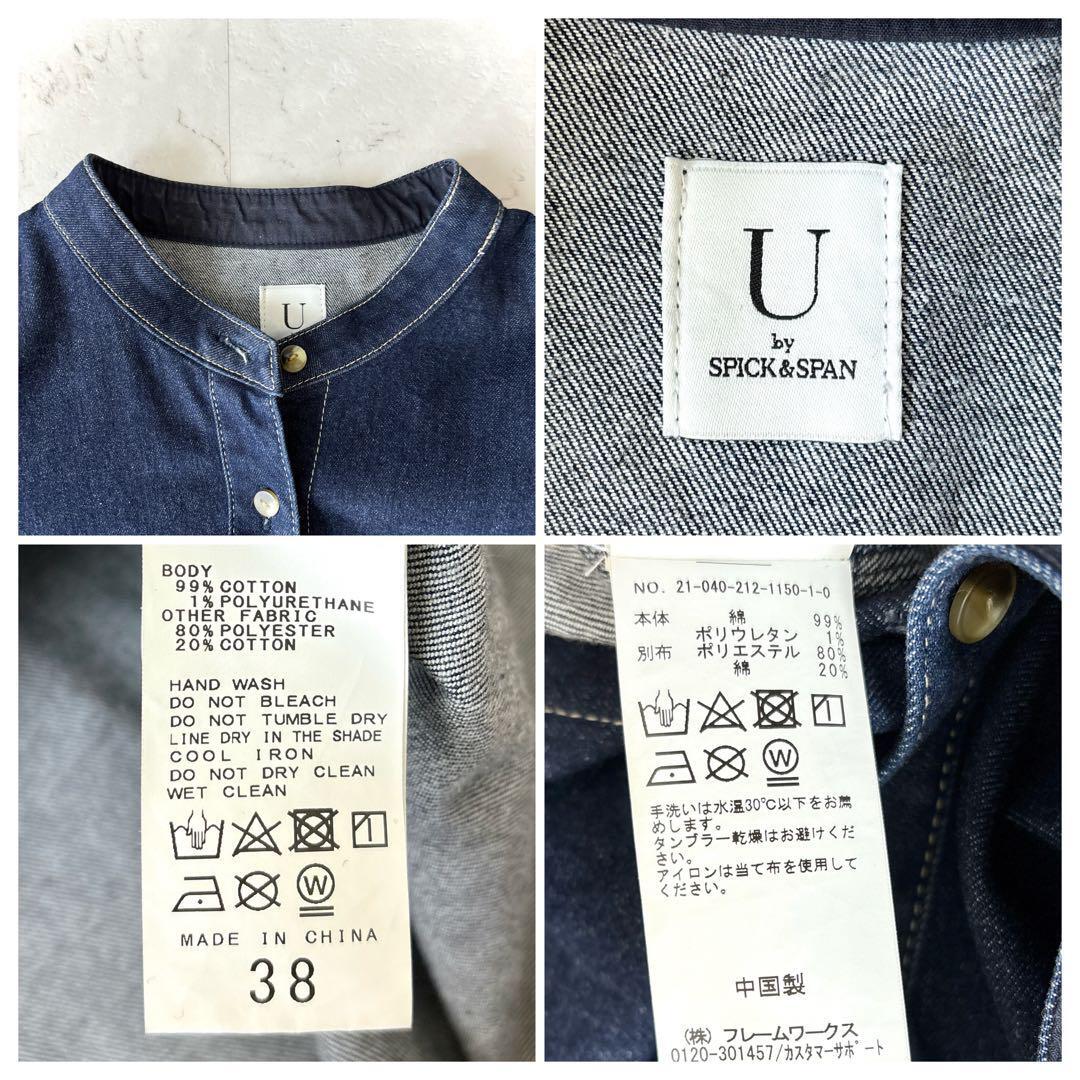 U
U
by
SPICK&SPAN
BODY
99% COTTON
1% POLYURETHANE
OTHER FABRIC
80% POLYESTER
20% COTTON
HAND WASH
DO NOT BLEACH
DO NOT TUMBLE DRY
LINE DRY IN THE SHADE
COOL IRON
DO NOT DRY CLEAN
WET CLEAN
W
MADE IN CHINA
38
NO. 21-040-212-1150-1-0
本体 綿 99%
ポリウレタン 1%
別布 ポリエステル 80%
綿 20%
W
手洗いは水温30℃以下をお薦
めします。
タンブラー乾燥はお避けくだ
さい。
アイロンは当て布を使用して
ください。
中国製
(株) フレームワークス
0120-301457/カスタマーサポート